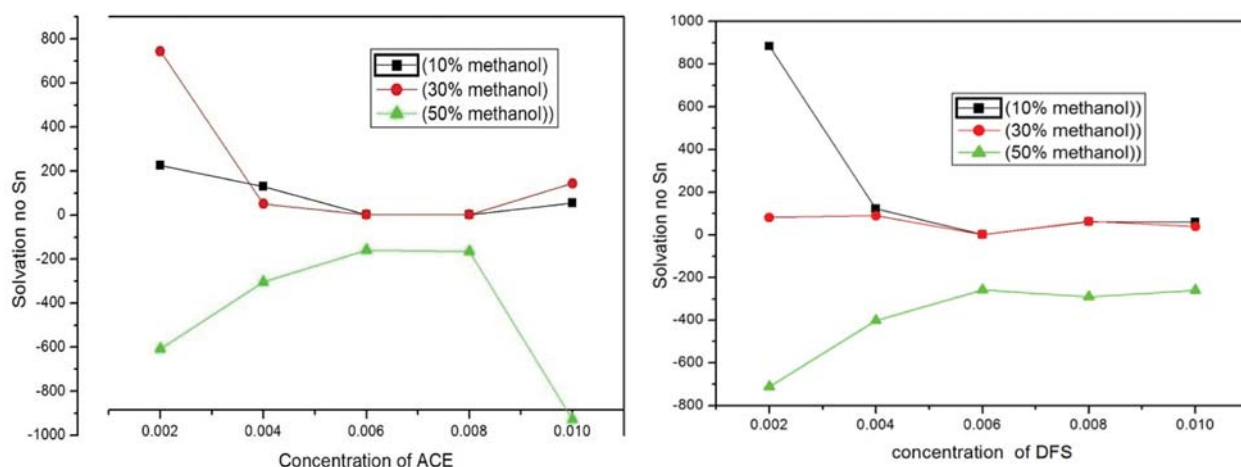 800
600
400
200
0
-200
-400
-600
-800
-1000
Solvation no Sn
(10% methanol)
(30% methanol)
(50% methanol))
0.002 0.004 0.006 0.008 0.010
Concentration of ACE
1000
800
600
400
200
0
-200
-400
-600
-800
Solvation no Sn
(10% methanol))
(30% methanol))
(50% methanol))
0.002 0.004 0.006 0.008 0.010
concentration of DFS